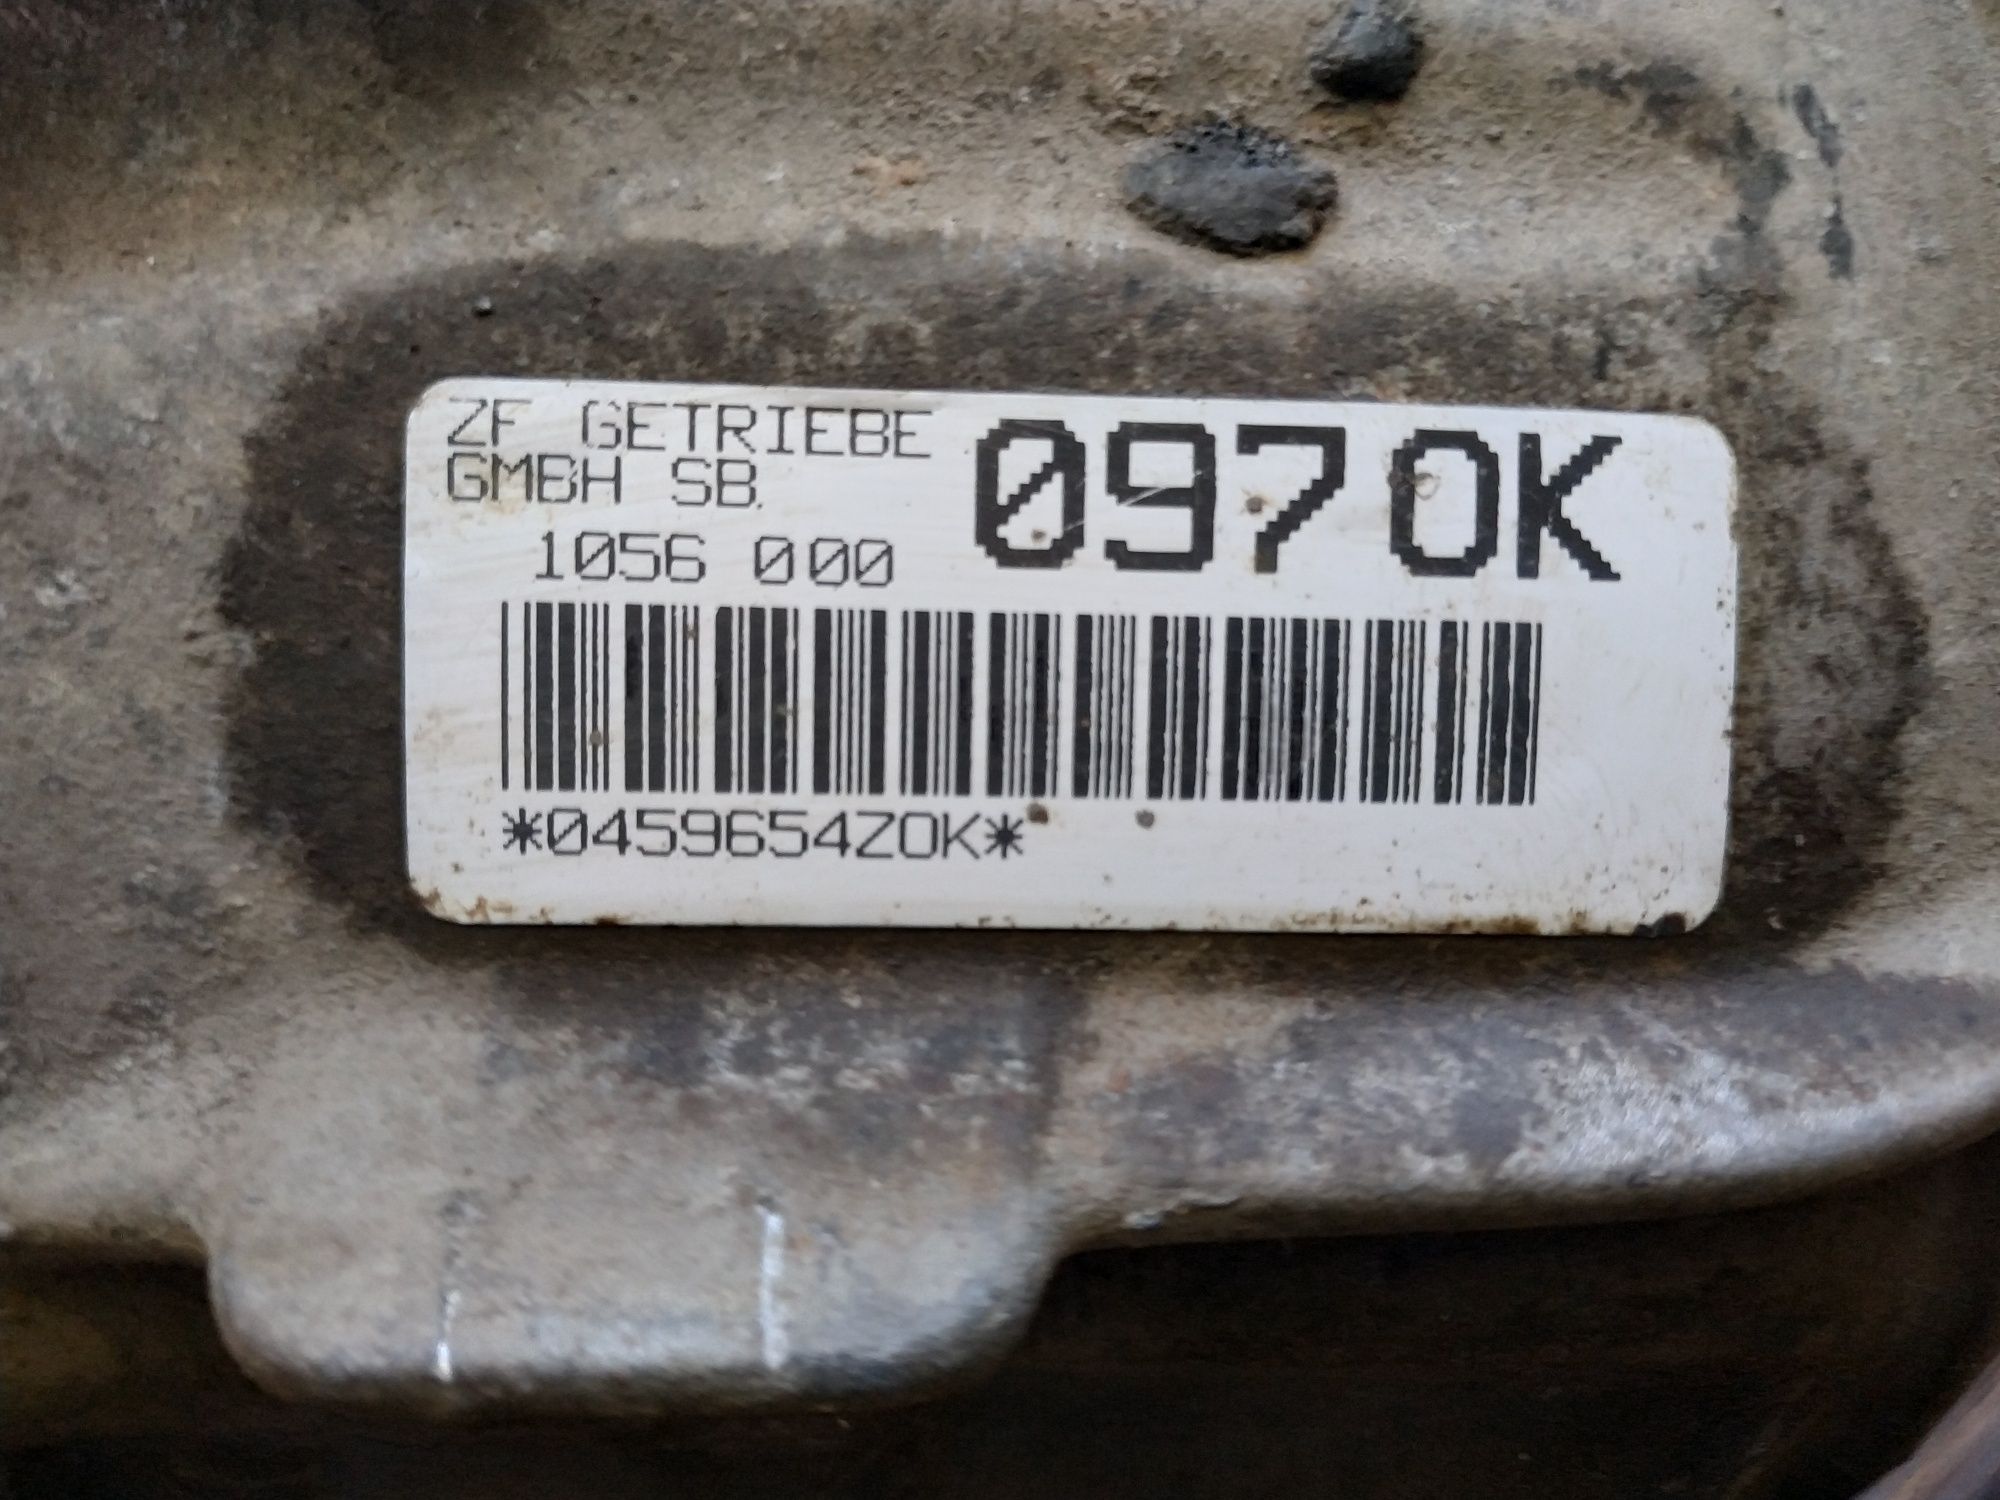 ZF GETRIEBE
GMBH SB.
1056 000
097 OK
*0459654ZOK*